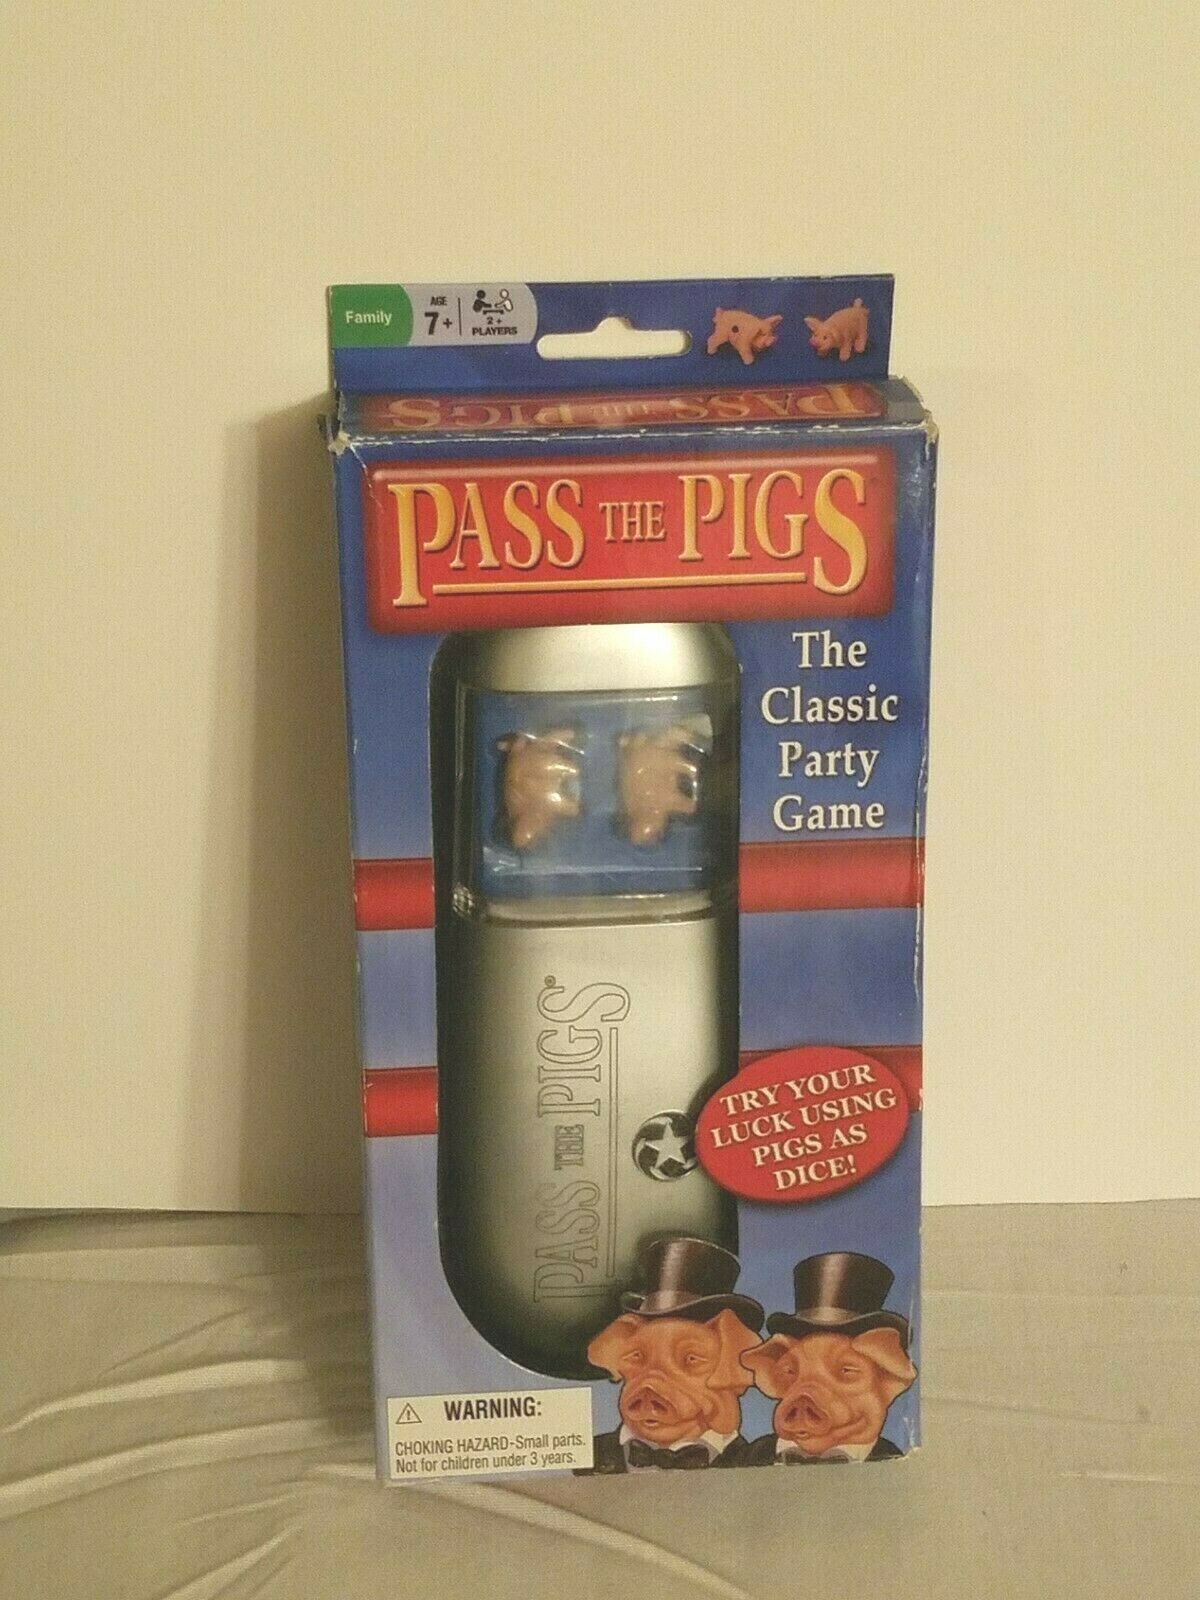 Family
AGE
7+
2+
PLAYERS
PASS THE PIGS
PASS THE PIGS
The
Classic
Party
Game
PASS THE PIGS®
TRY YOUR
LUCK USING
PIGS AS
DICE!
WARNING:
CHOKING HAZARD-Small parts.
Not for children under 3 years.